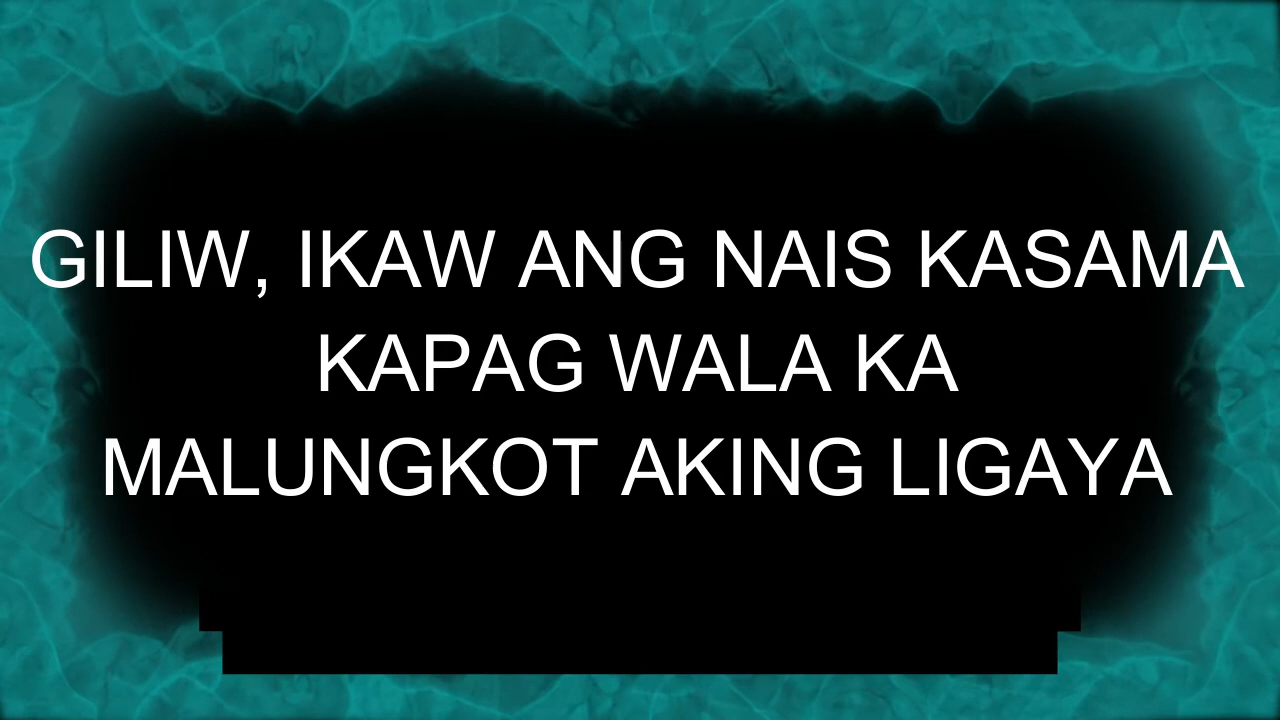 GILIW, IKAW ANG NAIS KASAMA
KAPAG WALA KA
MALUNGKOT AKING LIGAYA